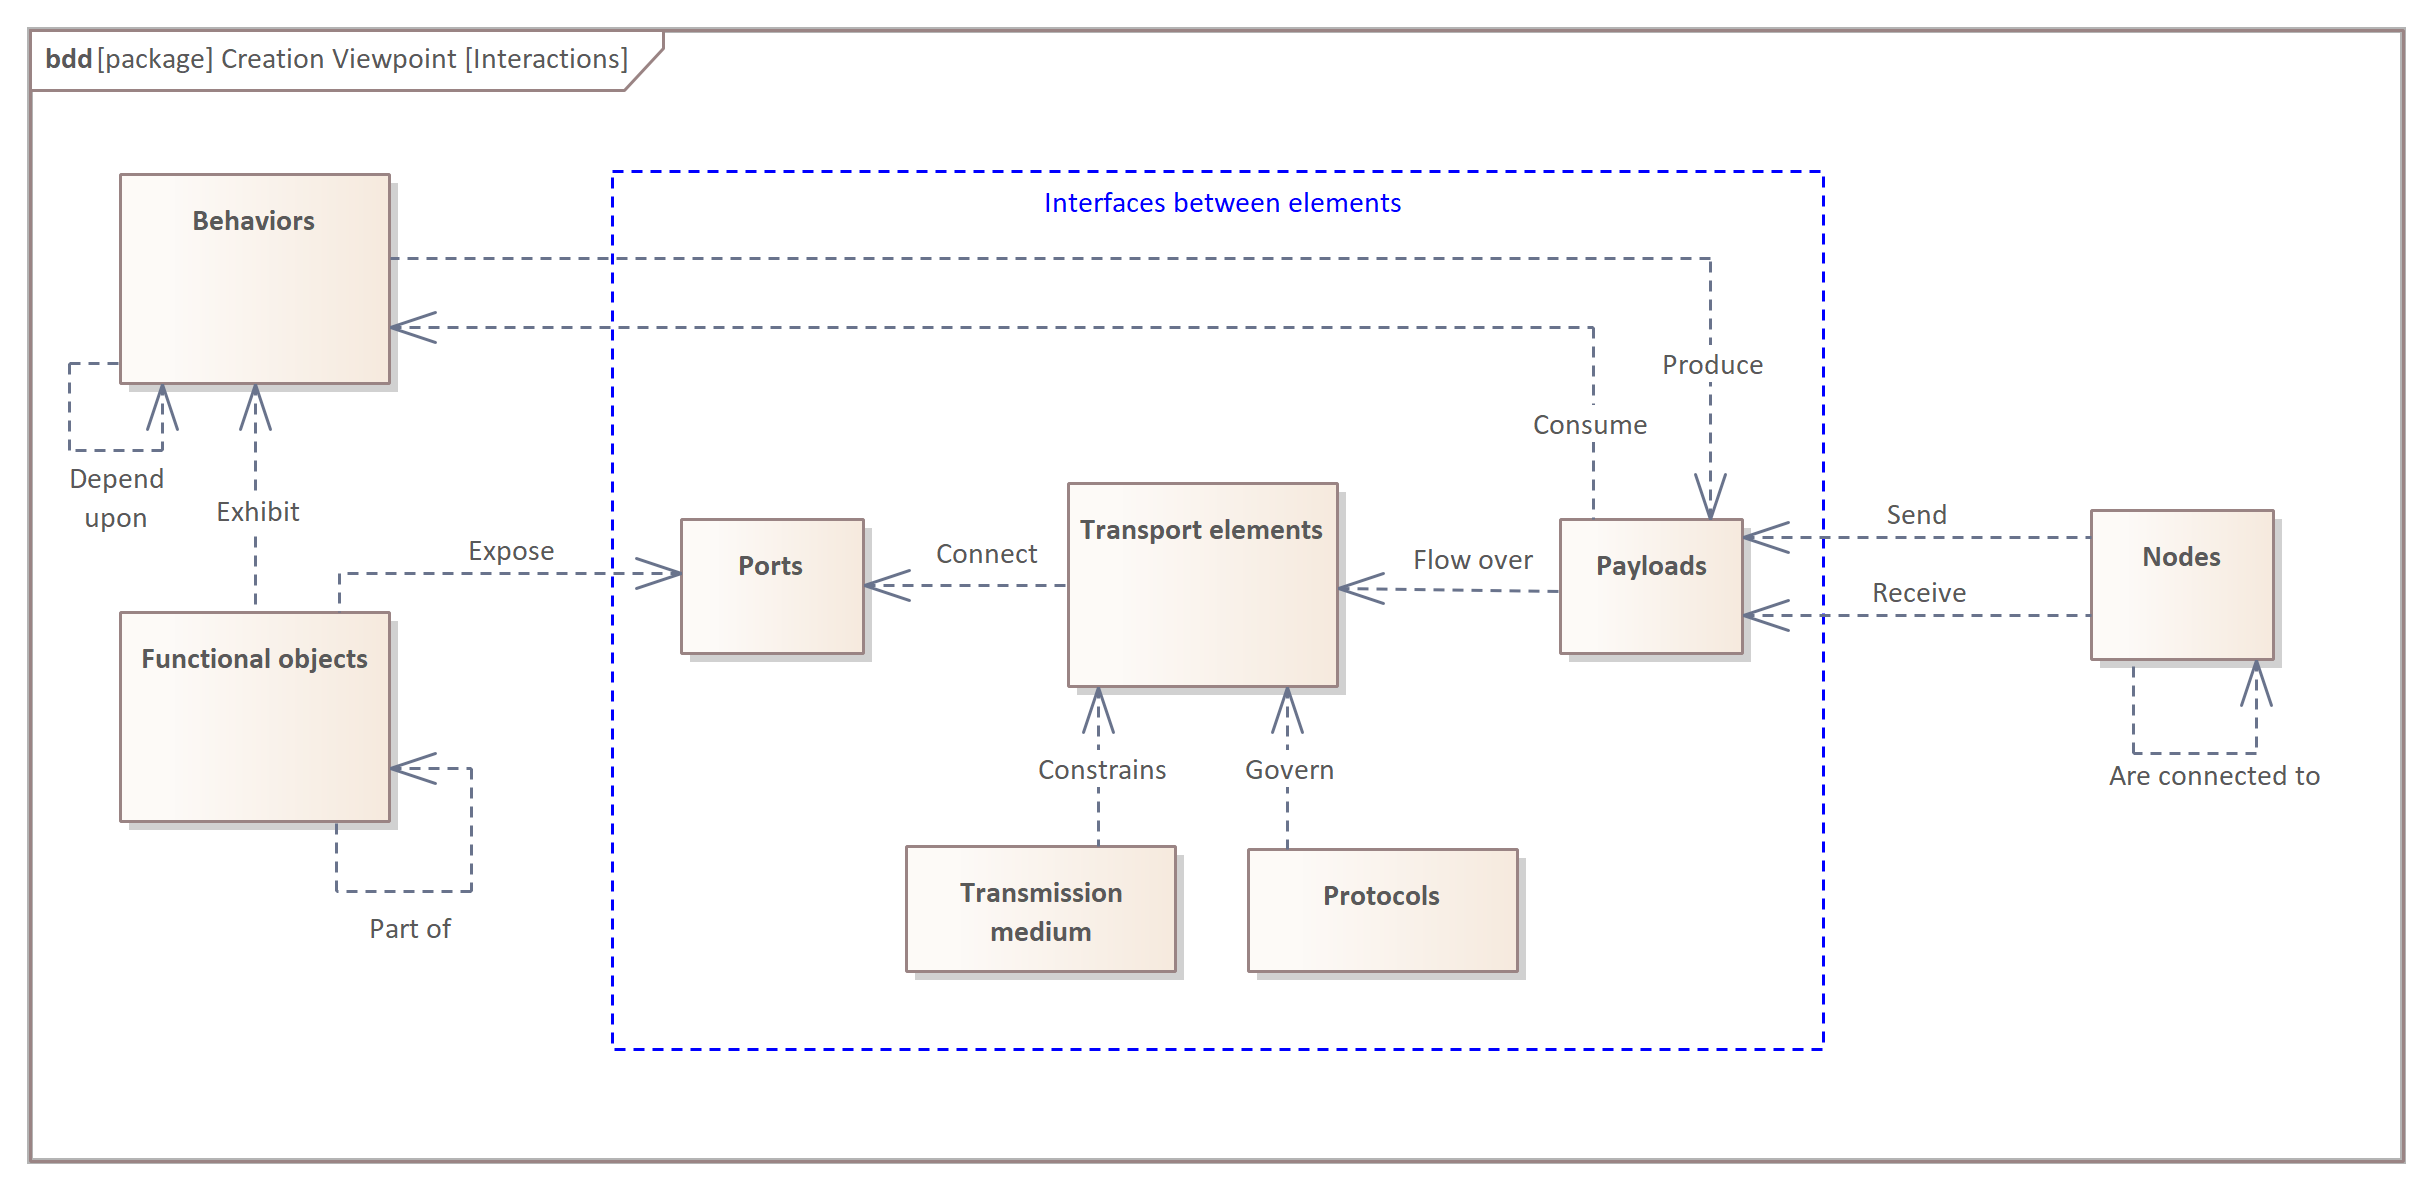 bdd [package] Creation Viewpoint [Interactions]
Interfaces between elements
Behaviors
Produce
Consume
Depend
upon
Exhibit
Expose
Ports
Connect
Transport elements
Flow over
Payloads
Send
Receive
Nodes
Functional objects
Constrains
Govern
Are connected to
Transmission
medium
Protocols
Part of